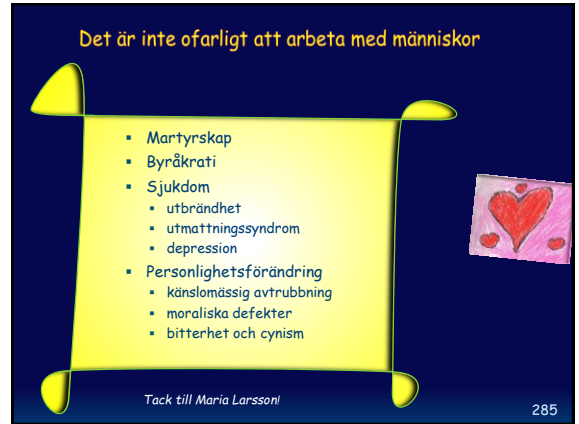 Det är inte ofarligt att arbeta med människor
▪ Martyrskap
▪ Byråkrati
▪ Sjukdom
▪ utbrändhet
▪ utmattningssyndrom
▪ depression
▪ Personlighetsförändring
▪ känslomässig avtrubbning
▪ moraliska defekter
▪ bitterhet och cynism
Tack till Maria Larsson!
285